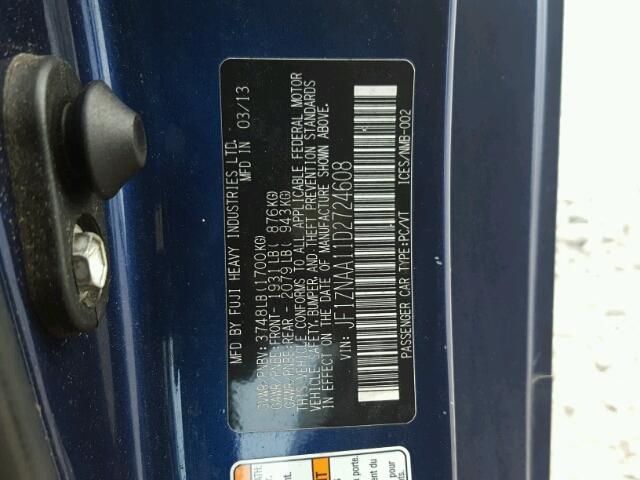 MFD BY FUJI HEAVY INDUSTRIES LTD.
MFD IN 03/13
GVWR/PNBV: 3748LB(1700KG)
GAWR/PNBE:FRONT- 1931LB( 876KG)
GAWR/PNBE:REAR - 2079LB( 943KG)
THIS VEHICLE CONFORMS TO ALL APPLICABLE FEDERAL MOTOR
VEHICLE SAFETY, BUMPER, AND THEFT PREVENTION STANDARDS
IN EFFECT ON THE DATE OF MANUFACTURE SHOWN ABOVE.
VIN: JF1ZNAA11D2724608
PASSENGER CAR TYPE:PC/VT ICES/NMB-002